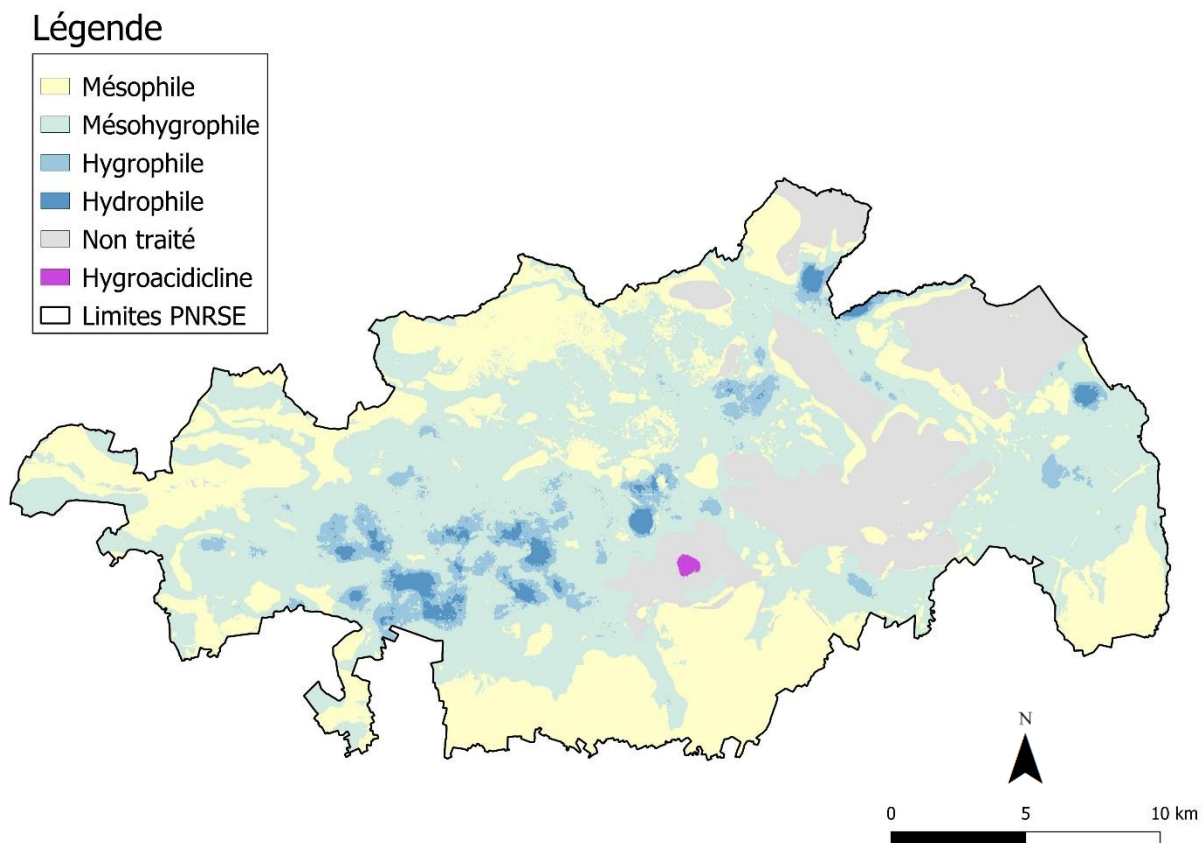 Légende
Mésophile
Mésohygrophile
Hygrophile
Hydrophile
Non traité
Hygroacidicline
Limites PNRSE
N
0 5 10 km